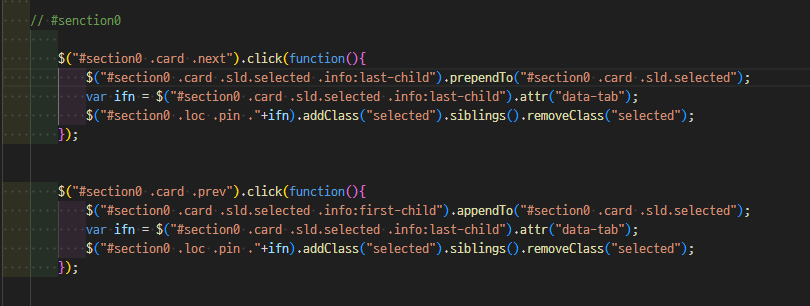 // #senction0
$("#section0 .card .next").click(function(){
$("#section0 .card .sld.selected .info:last-child").prependTo("#section0 .card .sld.selected");
var ifn = $("#section0 .card .sld.selected .info:last-child").attr("data-tab");
$("#section0 .loc .pin ."+ifn).addClass("selected").siblings().removeClass("selected");
});
$("#section0 .card .prev").click(function(){
$("#section0 .card .sld.selected .info:first-child").appendTo("#section0 .card .sld.selected");
var ifn = $("#section0 .card .sld.selected .info:last-child").attr("data-tab");
$("#section0 .loc .pin ."+ifn).addClass("selected").siblings().removeClass("selected");
});